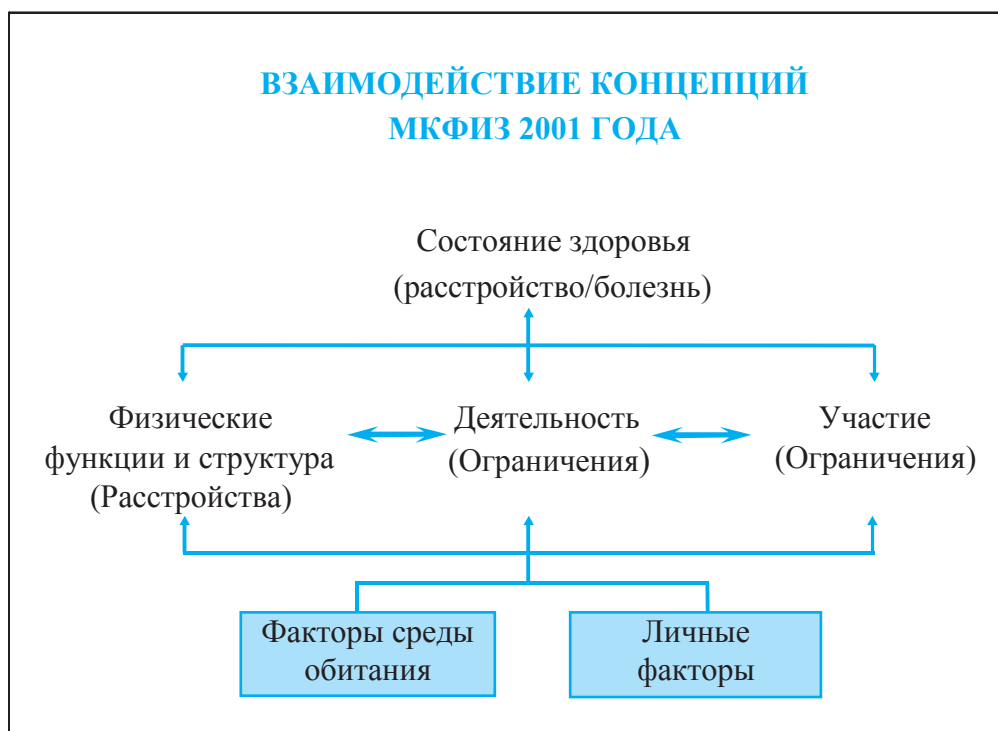 ВЗАИМОДЕЙСТВИЕ КОНЦЕПЦИЙ
МКФИЗ 2001 ГОДА
Состояние здоровья
(расстройство/болезнь)
Физические
функции и структура
(Расстройства)
Деятельность
(Ограничения)
Участие
(Ограничения)
Факторы среды
обитания
Личные
факторы